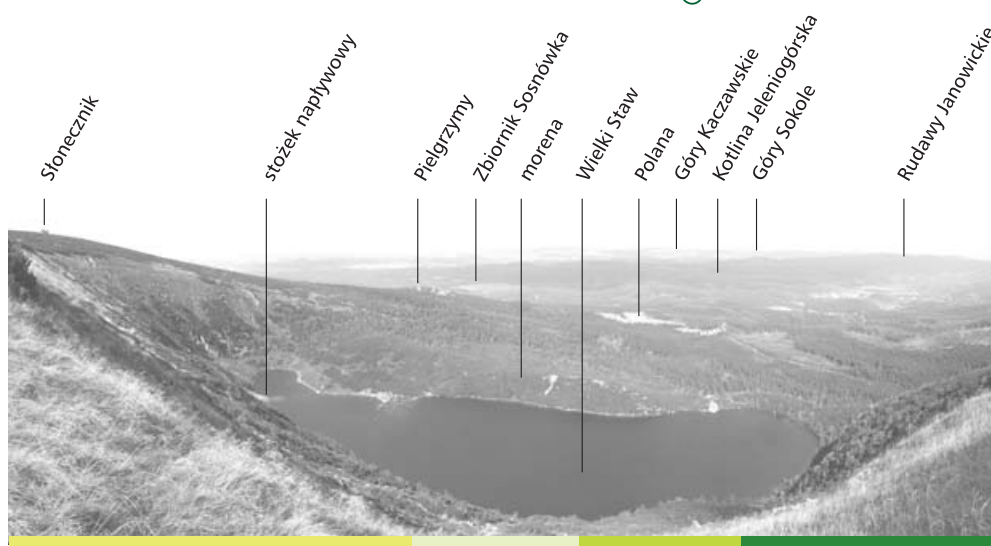 Słonecznik
stożek napływowy
Pielgrzymy
Zbiornik Sosnówka
morena
Wielki Staw
Polana
Góry Kaczawskie
Kotlina Jeleniogórska
Góry Sokole
Rudawy Janowickie